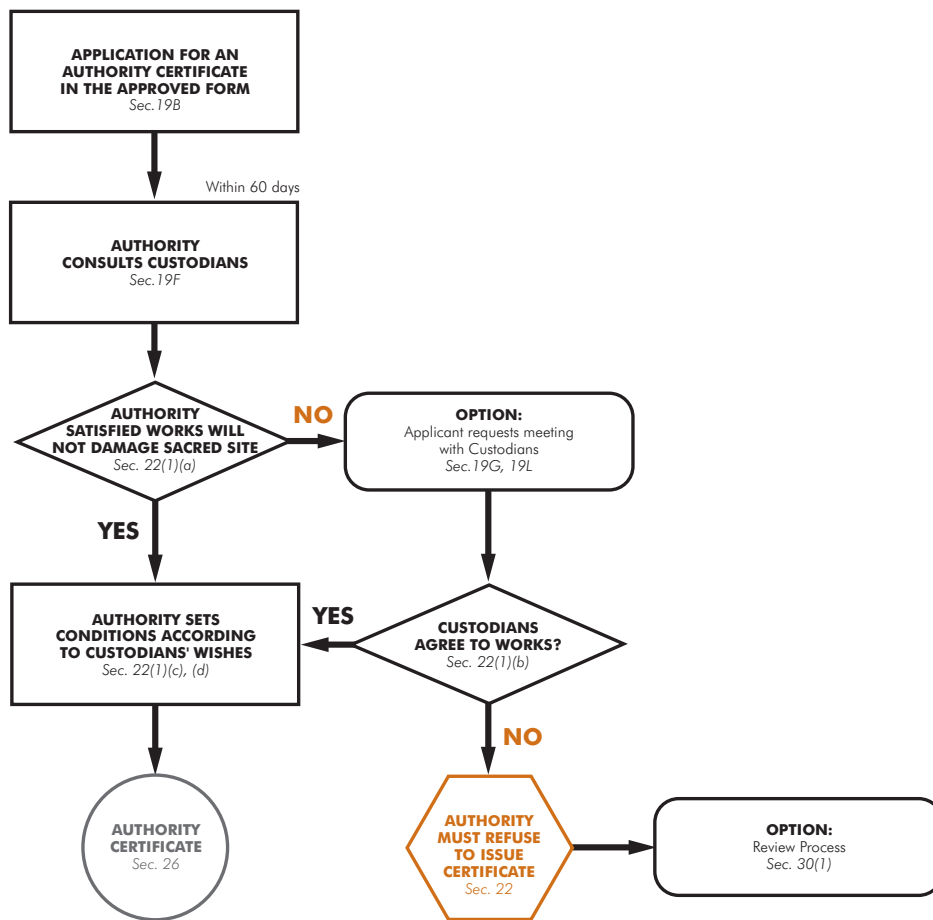 APPLICATION FOR AN
AUTHORITY CERTIFICATE
IN THE APPROVED FORM
Sec.19B
Within 60 days
AUTHORITY
CONSULTS CUSTODIANS
Sec.19F
AUTHORITY
SATISFIED WORKS WILL
NOT DAMAGE SACRED SITE
Sec. 22(1)(a)
NO
OPTION:
Applicant requests meeting
with Custodians
Sec.19G, 19L
YES
AUTHORITY SETS
CONDITIONS ACCORDING
TO CUSTODIANS' WISHES
Sec. 22(1)(c), (d)
YES
CUSTODIANS
AGREE TO WORKS?
Sec. 22(1)(b)
NO
AUTHORITY
CERTIFICATE
Sec. 26
AUTHORITY
MUST REFUSE
TO ISSUE
CERTIFICATE
Sec. 22
OPTION:
Review Process
Sec. 30(1)